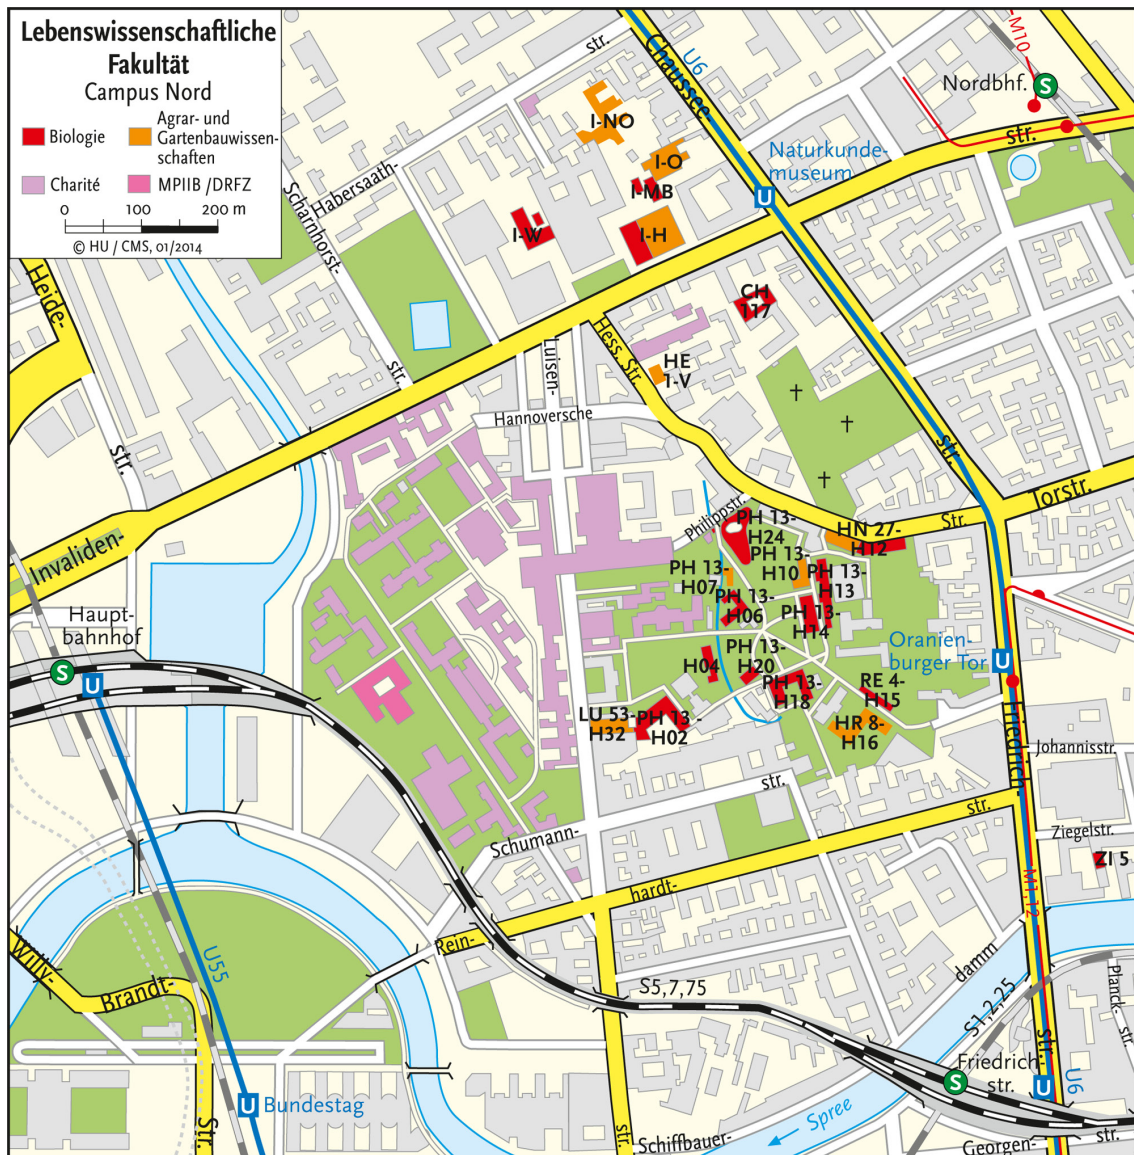 Lebenswissenschaftliche
Fakultät
Campus Nord
Biologie
Agrar- und
Gartenbauwissen-
schaften
Charité
MPIIB /DRFZ
0 100 200 m
© HU / CMS, 01/2014
str.
Chaussee
U6
M10
Nordbhf.
S
I-NO
str.
Naturkunde-
museum
U
I-O
I-MB
Habersaath-
Scharnhorst-
I-W
I-H
Heide-
CH
117
Hess. Str.
Luisen-
HE
1-V
str.
Hannoversche
str.
str.
Torstr.
Philippstr.
PH 13-
H24
HN 27-
H12
Str.
Invaliden-
PH 13-
H10
PH 13-
H07
PH 13-
H13
PH 13-
H06
PH 13-
H14
Haupt-
bahnhof
S
U
Oranien-
burger Tor
U
PH 13-
H20
H04
PH 13-
H18
RE 4-
H15
LU 53-
H32
PH 13 -
H02
HR 8-
H16
Friedrich-
Johannisstr.
str.
str.
Schumann-
Ziegelstr.
ZI 5
hardt-
M1,12
Rein-
Willy-
Brandt-
U55
damm
S5,7,75
S1,2,25
Planck-
str.
str.
Friedrich-
str.
S
U
U6
U
Bundestag
Str.
str.
Schiffbauer-
Spree
Georgen-
str.